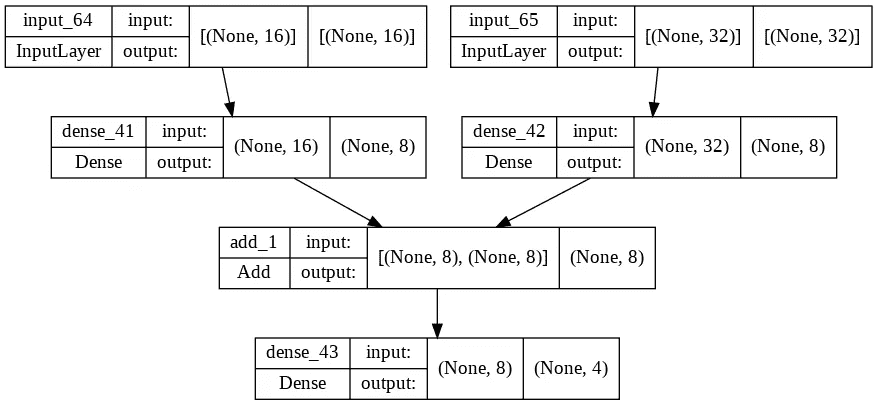 input_64 input: [(None, 16)] [(None, 16)]
InputLayer output:
input_65 input: [(None, 32)] [(None, 32)]
InputLayer output:
dense_41 input: (None, 16) (None, 8)
Dense output:
dense_42 input: (None, 32) (None, 8)
Dense output:
add_1 input: [(None, 8), (None, 8)] (None, 8)
Add output:
dense_43 input: (None, 8) (None, 4)
Dense output: